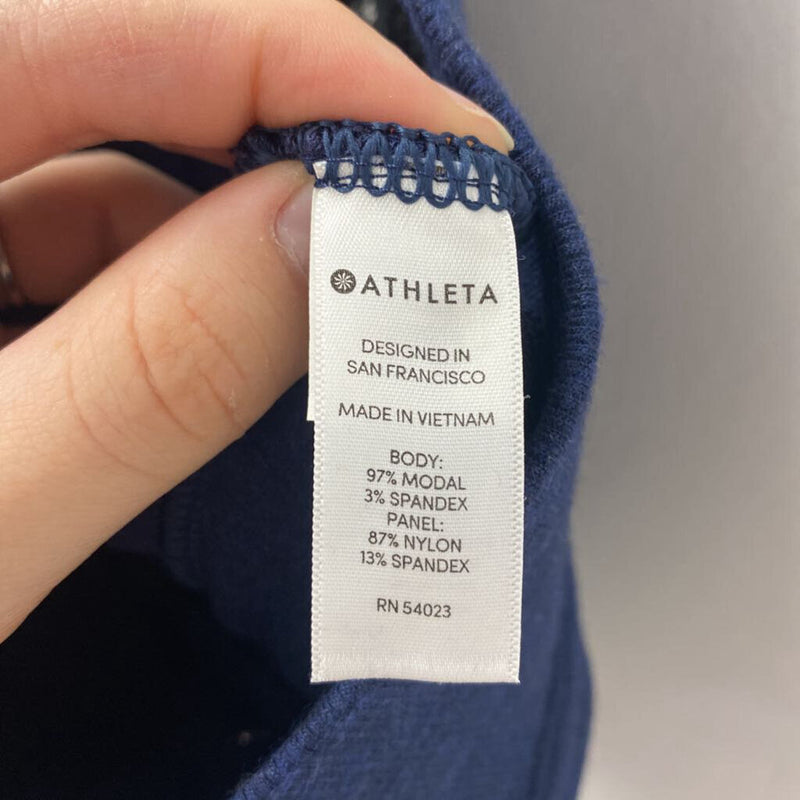 ATHLETA
DESIGNED IN
SAN FRANCISCO
MADE IN VIETNAM
BODY:
97% MODAL
3% SPANDEX
PANEL:
87% NYLON
13% SPANDEX
RN 54023